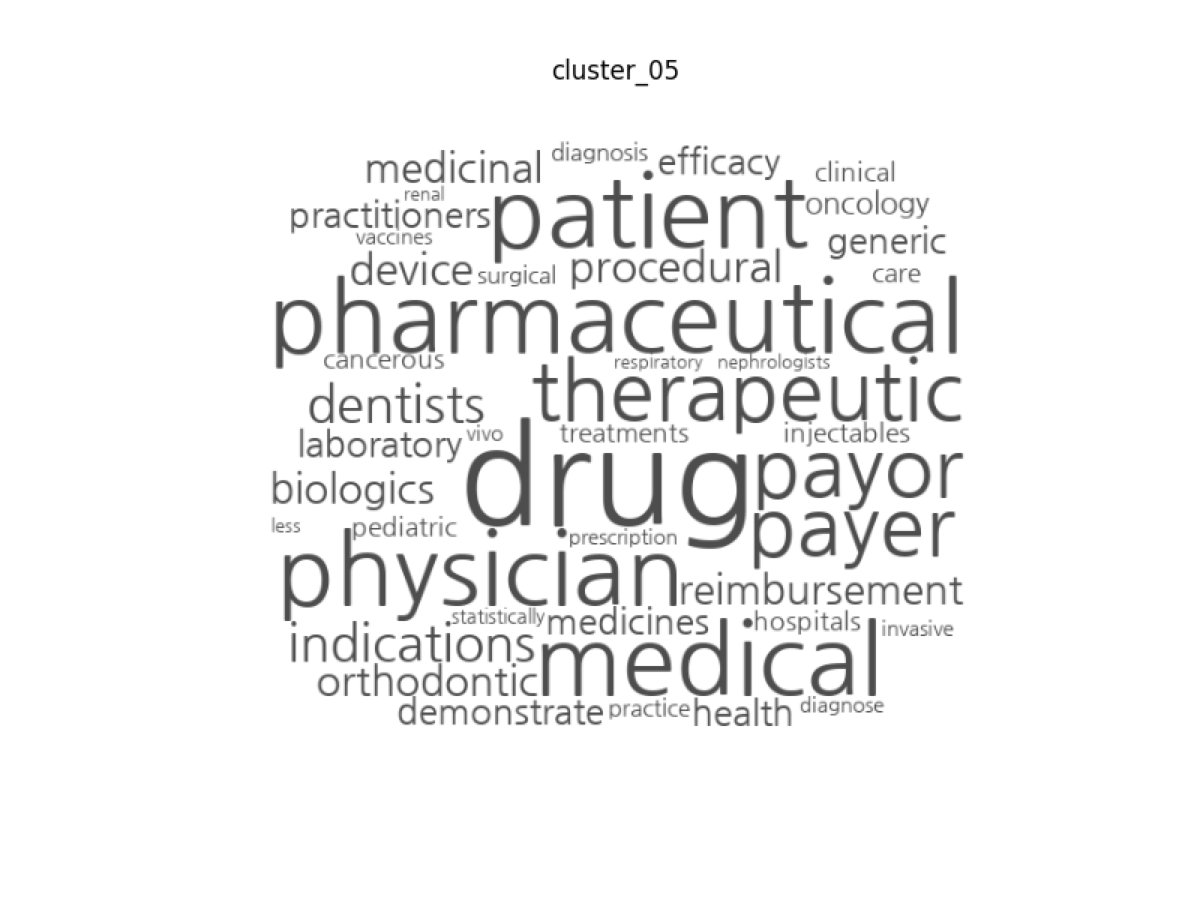 cluster_05
medicinal diagnosis efficacy clinical
renal
practitioners patient oncology
vaccines generic
device surgical procedural care
pharmaceutical
cancerous respiratory nephrologists
dentists therapeutic
laboratory vivo treatments injectables
biologics drug payor
less pediatric prescription payer
physician reimbursement
statistically medicines hospitals invasive
indications medical
orthodontic
demonstrate practice health diagnose